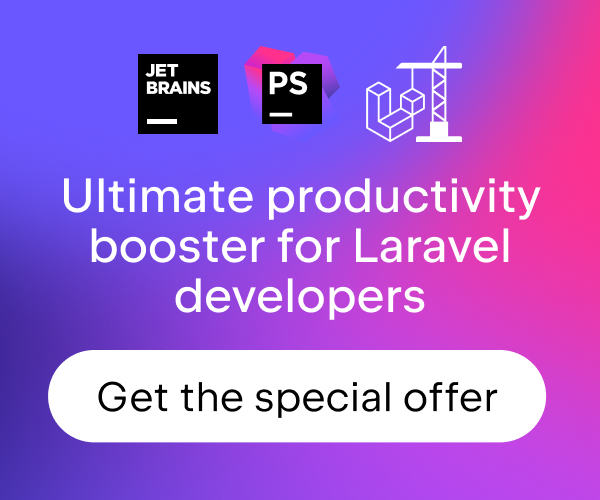 JET
BRAINS
PS
Ultimate productivity
booster for Laravel
developers
Get the special offer